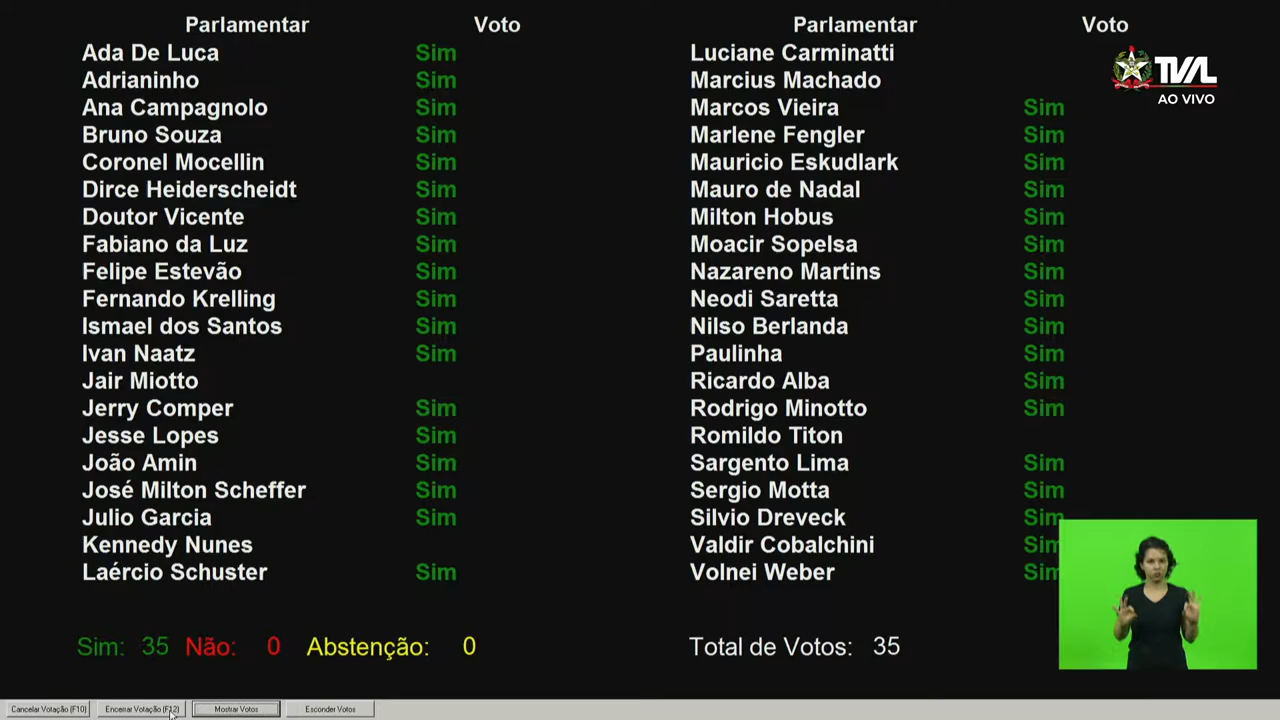 Parlamentar Voto Parlamentar Voto
Ada De Luca Sim Luciane Carminatti
Adrianinho Sim Marcius Machado
TVAL
AO VIVO
Ana Campagnolo Sim Marcos Vieira Sim
Bruno Souza Sim Marlene Fengler Sim
Coronel Mocellin Sim Mauricio Eskudlark Sim
Dirce Heiderscheidt Sim Mauro de Nadal Sim
Doutor Vicente Sim Milton Hobus Sim
Fabiano da Luz Sim Moacir Sopelsa Sim
Felipe Estevão Sim Nazareno Martins Sim
Fernando Krelling Sim Neodi Saretta Sim
Ismael dos Santos Sim Nilso Berlanda Sim
Ivan Naatz Sim Paulinha Sim
Jair Miotto Ricardo Alba Sim
Jerry Comper Sim Rodrigo Minotto Sim
Jesse Lopes Sim Romildo Titon
João Amin Sim Sargento Lima Sim
José Milton Scheffer Sim Sergio Motta Sim
Julio Garcia Sim Silvio Dreveck Sim
Kennedy Nunes Valdir Cobalchini Sim
Laércio Schuster Sim Volnei Weber Sim
Sim: 35 Não: 0 Abstenção: 0 Total de Votos: 35
Cancelar Votação (F10) Encerrar Votação (F12) Mostrar Votos Esconder Votos